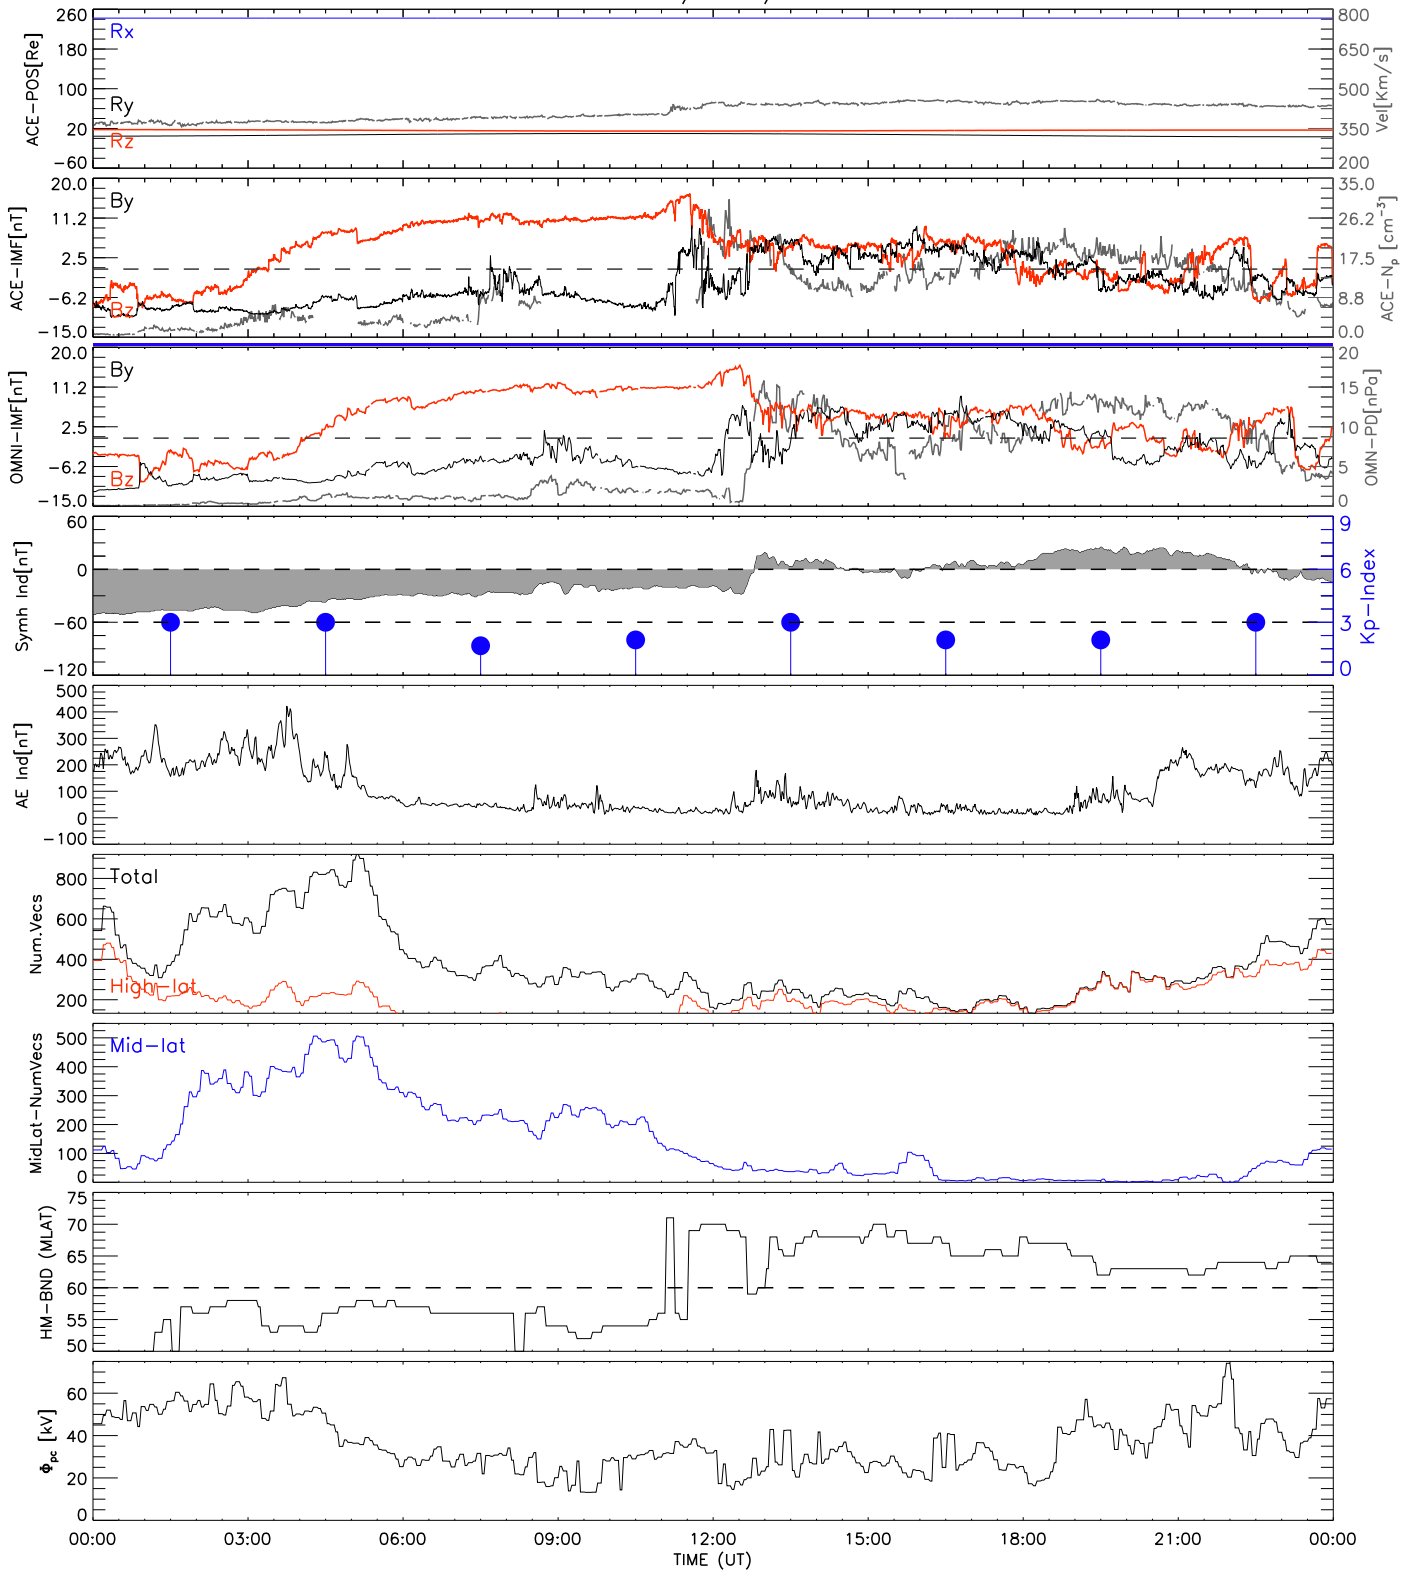 260
180
100
20
−60
ACE−POS[Re]
Rx
Ry
Rz
800
650
500
350
200
Vel[Km/s]
20.0
11.2
2.5
−6.2
−15.0
ACE−IMF[nT]
By
Bz
35.0
26.2
17.5
8.8
0.0
ACE−Np [cm−3]
20.0
11.2
2.5
−6.2
−15.0
OMNI−IMF[nT]
By
Bz
20
15
10
5
0
OMN−PD[nPa]
60
0
−60
−120
Symh Ind[nT]
9
6
3
0
Kp−Index
500
400
300
200
100
0
−100
AE Ind[nT]
800
600
400
200
Num.Vecs
Total
High−lat
500
400
300
200
100
0
MidLat−NumVecs
Mid−lat
75
70
65
60
55
50
HM−BND (MLAT)
60
40
20
0
Φpc [kV]
00:00 03:00 06:00 09:00 12:00 15:00 18:00 21:00 00:00
TIME (UT)